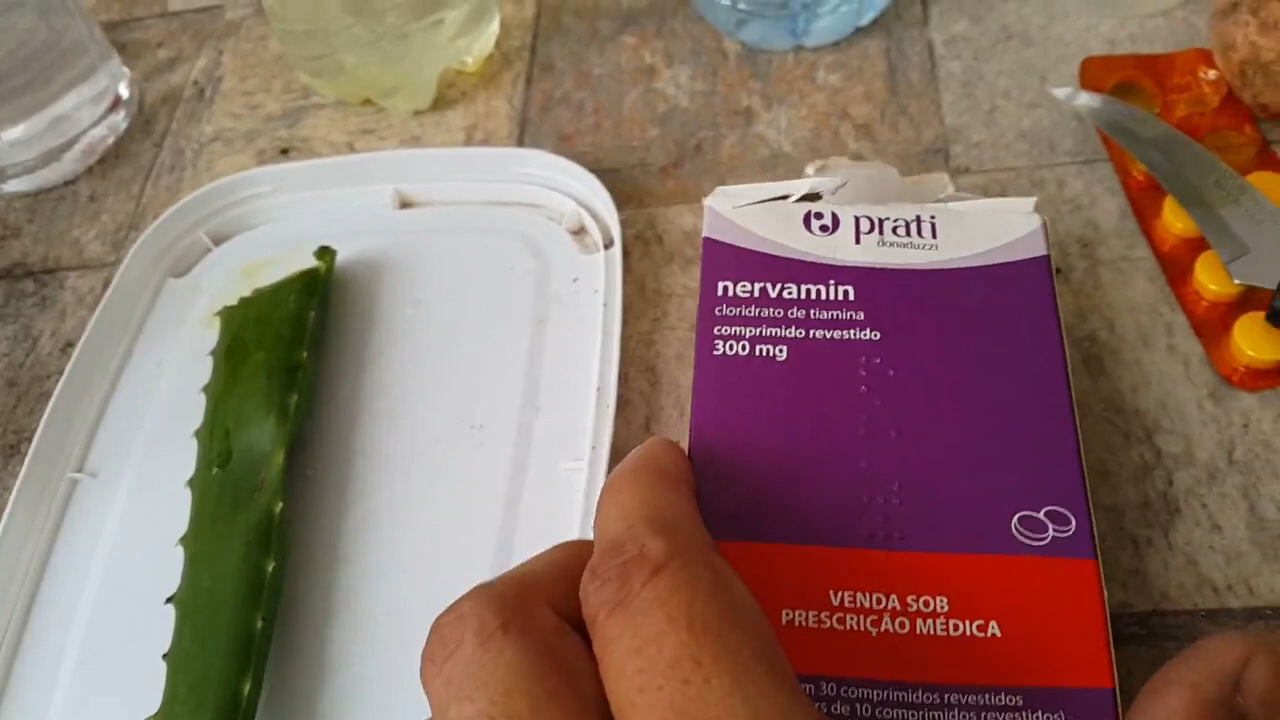 prati
donaduzzi
nervamin
cloridrato de tiamina
comprimido revestido
300 mg
VENDA SOB
PRESCRIÇÃO MÉDICA
30 comprimidos revestidos
de 10 comprimidos revestidos)